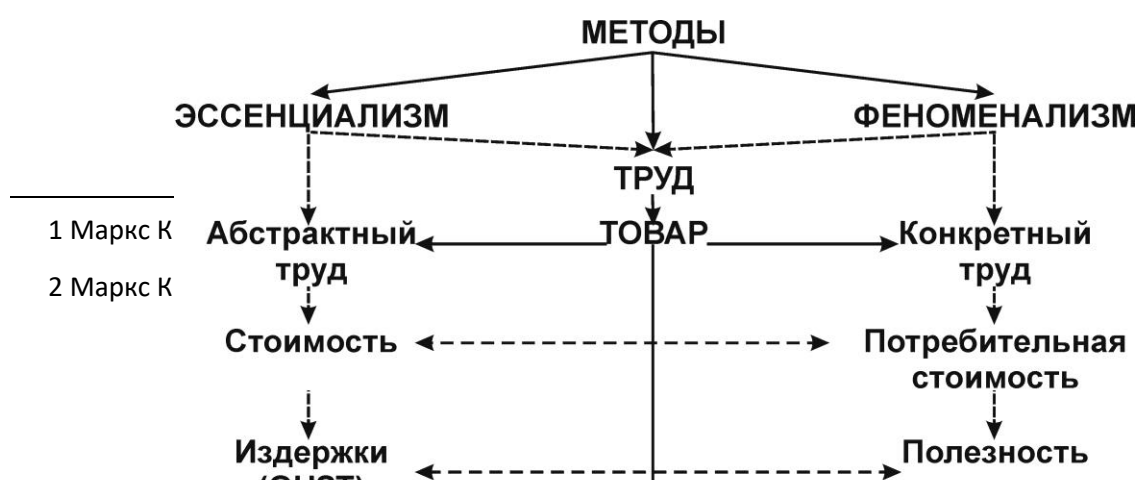 МЕТОДЫ
ЭССЕНЦИАЛИЗМ ФЕНОМЕНАЛИЗМ
ТРУД
1 Маркс К Абстрактный труд ТОВАР Конкретный труд
2 Маркс К
Стоимость Потребительная стоимость
Издержки Полезность